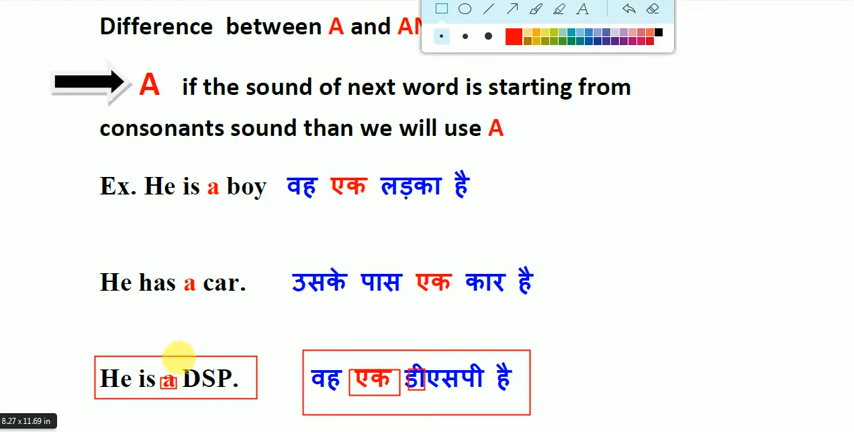 Difference between A and AN
A if the sound of next word is starting from
consonants sound than we will use A
Ex. He is a boy वह एक लड़का है
He has a car. उसके पास एक कार है
He is a DSP. वह एक डीएसपी है
8.27 x 11.69 in